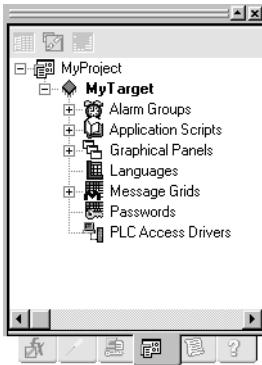 MyProject
MyTarget
Alarm Groups
Application Scripts
Graphical Panels
Languages
Message Grids
Passwords
PLC Access Drivers